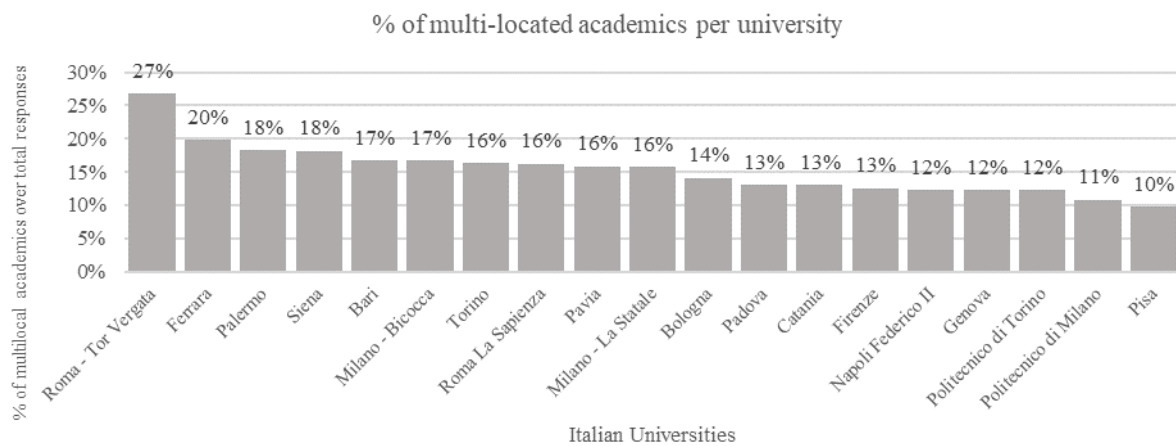 % of multi-located academics per university
% of multilocal academics over total responses
30%
25%
20%
15%
10%
5%
0%
27%
20%
18%
18%
17%
17%
16%
16%
16%
16%
14%
13%
13%
13%
12%
12%
12%
11%
10%
Roma - Tor Vergata
Ferrara
Palermo
Siena
Bari
Milano - Bicocca
Torino
Roma La Sapienza
Pavia
Milano - La Statale
Bologna
Padova
Catania
Firenze
Napoli Federico II
Genova
Politecnico di Torino
Politecnico di Milano
Pisa
Italian Universities